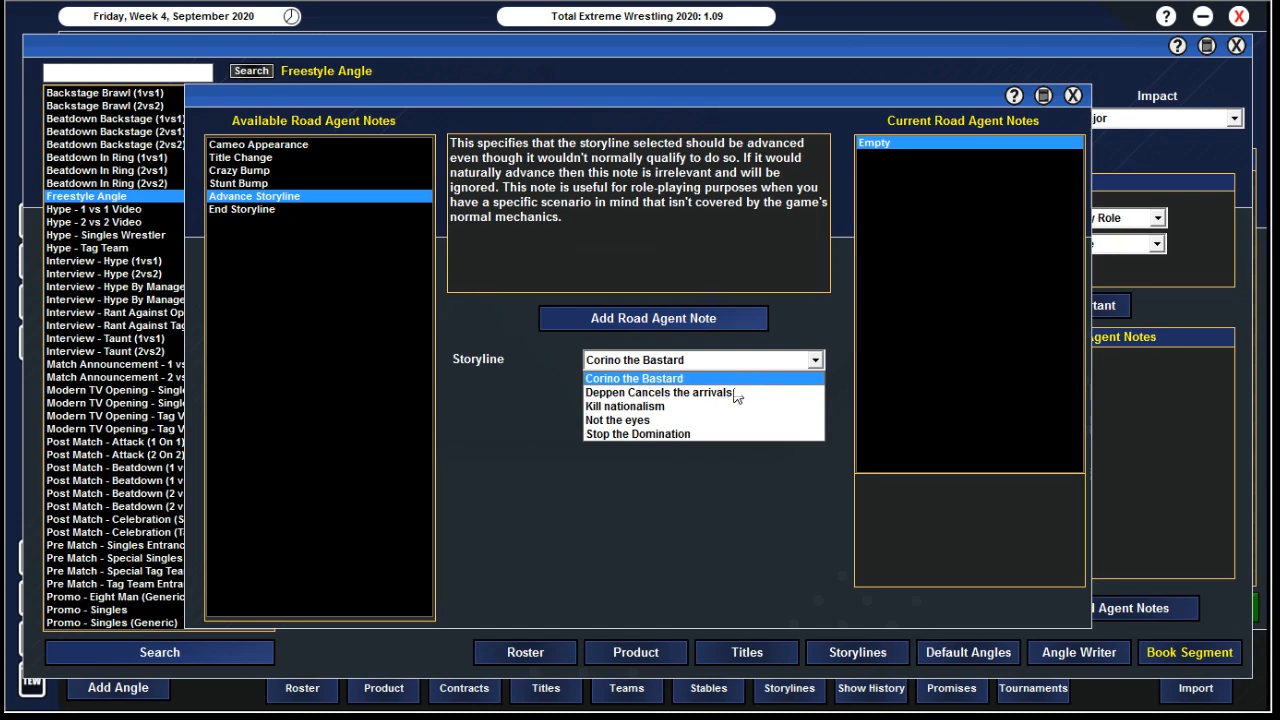 Friday, Week 4, September 2020
Total Extreme Wrestling 2020: 1.09
Search
Freestyle Angle
Impact
Backstage Brawl (1vs1)
Backstage Brawl (2vs2)
Beatdown Backstage (1vs1)
Beatdown Backstage (2vs1)
Beatdown Backstage (2vs2)
Beatdown In Ring (1vs1)
Beatdown In Ring (2vs1)
Beatdown In Ring (2vs2)
Freestyle Angle
Hype - 1 vs 1 Video
Hype - 2 vs 2 Video
Hype - Singles Wrestler
Hype - Tag Team
Interview - Hype (1vs1)
Interview - Hype (2vs2)
Interview - Hype By Manage
Interview - Hype By Manage
Interview - Rant Against Op
Interview - Rant Against Tag
Interview - Taunt (1vs1)
Interview - Taunt (2vs2)
Match Announcement - 1 vs
Match Announcement - 2 vs
Modern TV Opening - Singl
Modern TV Opening - Singl
Modern TV Opening - Tag V
Modern TV Opening - Tag V
Post Match - Attack (1 On 1)
Post Match - Attack (2 On 2)
Post Match - Beatdown (1 v
Post Match - Beatdown (1 v
Post Match - Beatdown (2 v
Post Match - Beatdown (2 v
Post Match - Celebration (S
Post Match - Celebration (T
Pre Match - Singles Entranc
Pre Match - Special Singles
Pre Match - Special Tag Tea
Pre Match - Tag Team Entra
Promo - Eight Man (Generic
Promo - Singles
Promo - Singles (Generic)
Available Road Agent Notes
Cameo Appearance
Title Change
Crazy Bump
Stunt Bump
Advance Storyline
End Storyline
This specifies that the storyline selected should be advanced
even though it wouldn't normally qualify to do so. If it would
naturally advance then this note is irrelevant and will be
ignored. This note is useful for role-playing purposes when you
have a specific scenario in mind that isn't covered by the game's
normal mechanics.
Add Road Agent Note
Storyline
Corino the Bastard
Corino the Bastard
Deppen Cancels the arrivals
Kill nationalism
Not the eyes
Stop the Domination
Current Road Agent Notes
Empty
jor
y Role
e
tant
Agent Notes
d Agent Notes
Search
Roster
Product
Titles
Storylines
Default Angles
Angle Writer
Book Segment
TEW
Add Angle
Roster
Product
Contracts
Titles
Teams
Stables
Storylines
Show History
Promises
Tournaments
Import